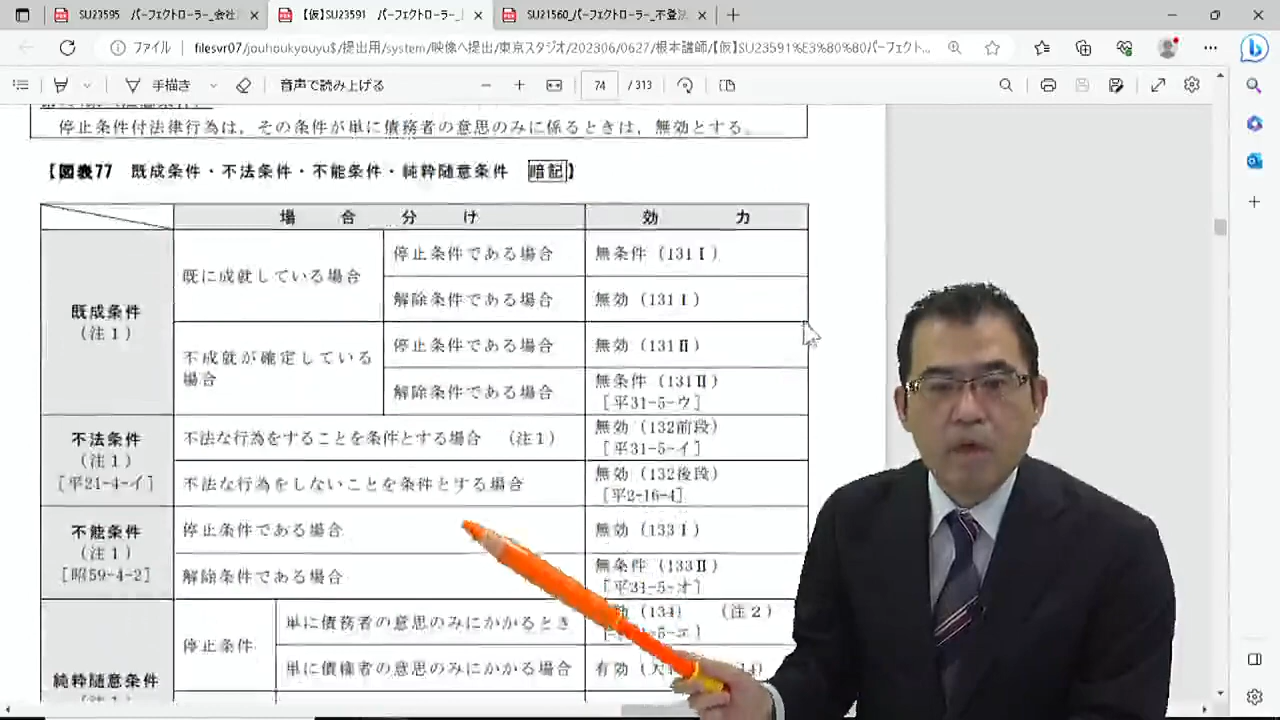 SU23595 パーフェクトローラー_会社
【仮】SU23591 パーフェクトローラー_
SU21560_パーフェクトローラー_不登法
ファイル
filesvr07/jouhoukyouyu$/提出用/system/映像へ提出/東京スタジオ/202306/0627/根本講師/【仮】SU23591%E3%80%80パーフェクト...
手書き
音声で読み上げる
74 / 313
停止条件付法律行為は，その条件が単に債務者の意思のみに係るときは，無効とする。
【図表77 既成条件・不法条件・不能条件・純粋随意条件 暗記】
場合分け
効力
既成条件
（注１）
既に成就している場合
停止条件である場合
無条件（131Ⅰ）
解除条件である場合
無効（131Ⅰ）
不成就が確定している
場合
停止条件である場合
無効（131Ⅱ）
解除条件である場合
無条件（131Ⅱ）
［平31-5-ウ］
不法条件
（注１）
［平21-4-イ］
不法な行為をすることを条件とする場合 （注１）
無効（132前段）
［平31-5-イ］
不法な行為をしないことを条件とする場合
無効（132後段）
［平2-16-4］
不能条件
（注１）
［昭59-4-2］
停止条件である場合
無効（133Ⅰ）
解除条件である場合
無条件（133Ⅱ）
［平31-5-オ］
純粋随意条件
停止条件
単に債務者の意思のみにかかるとき
効（134） （注２）
単に債権者の意思のみにかかる場合
有効